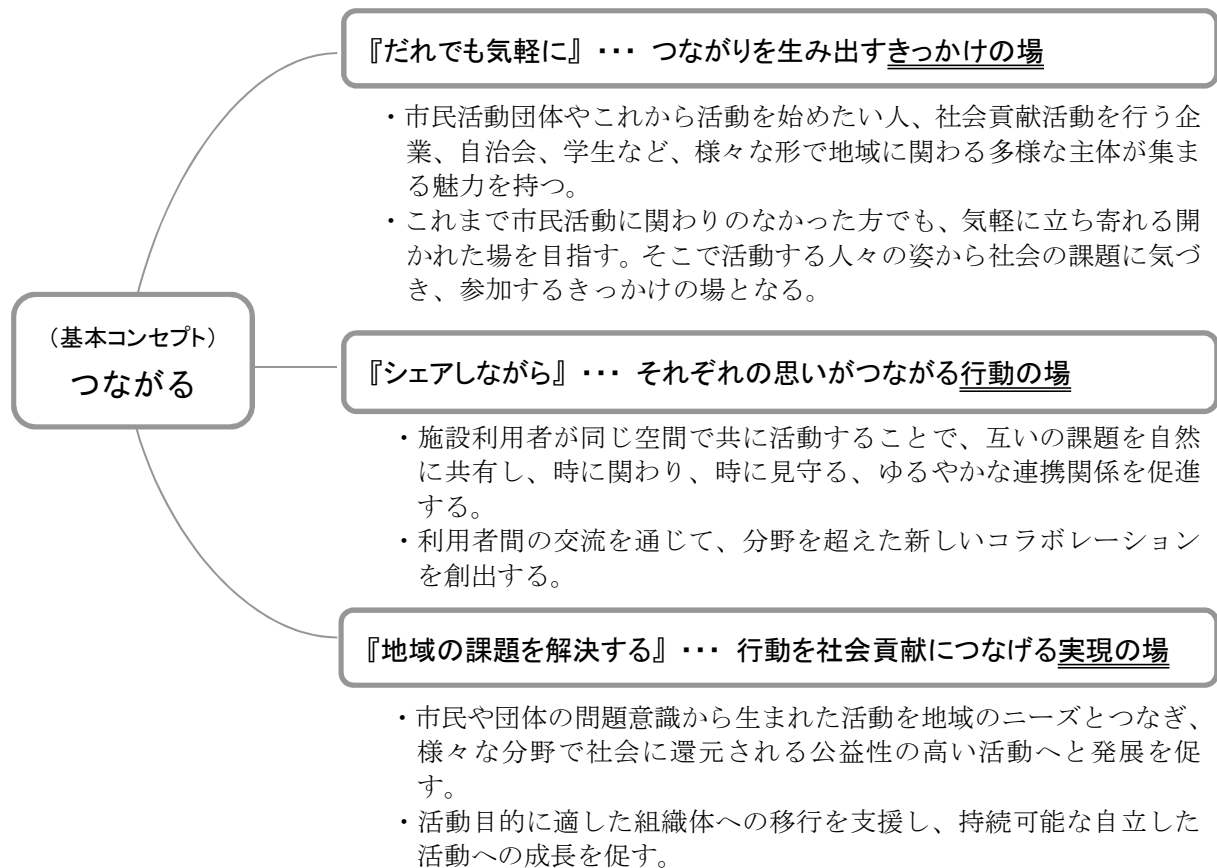 『だれでも気軽に』 ・・・ つながりを生み出すきっかけの場
・市民活動団体やこれから活動を始めたい人、社会貢献活動を行う企
業、自治会、学生など、様々な形で地域に関わる多様な主体が集ま
る魅力を持つ。
・これまで市民活動に関わりのなかった方でも、気軽に立ち寄れる開
かれた場を目指す。そこで活動する人々の姿から社会の課題に気づ
き、参加するきっかけの場となる。
（基本コンセプト）
つながる
『シェアしながら』 ・・・ それぞれの思いがつながる行動の場
・施設利用者が同じ空間で共に活動することで、互いの課題を自然
に共有し、時に関わり、時に見守る、ゆるやかな連携関係を促進
する。
・利用者間の交流を通じて、分野を超えた新しいコラボレーション
を創出する。
『地域の課題を解決する』 ・・・ 行動を社会貢献につなげる実現の場
・市民や団体の問題意識から生まれた活動を地域のニーズとつなぎ、
様々な分野で社会に還元される公益性の高い活動へと発展を促
す。
・活動目的に適した組織体への移行を支援し、持続可能な自立した
活動への成長を促す。